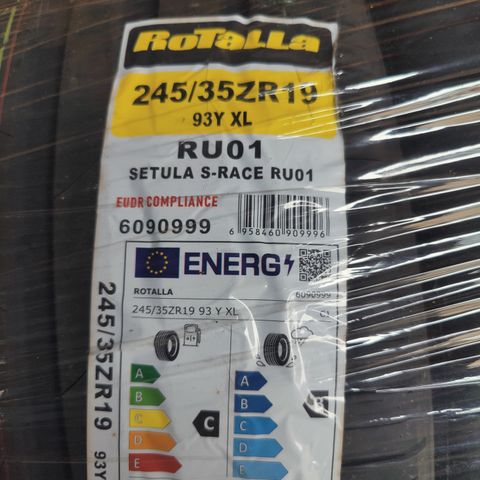 RoTaLLa
245/35ZR19
93Y XL
RU01
SETULA S-RACE RU01
EUDR COMPLIANCE
6090999
6 958460 909996
ENERG
ROTALLA
6090999
245/35ZR19 93 Y XL
C1
A
B
C
D
E
C
A
B
C
D
E
B
245/35ZR19
93Y